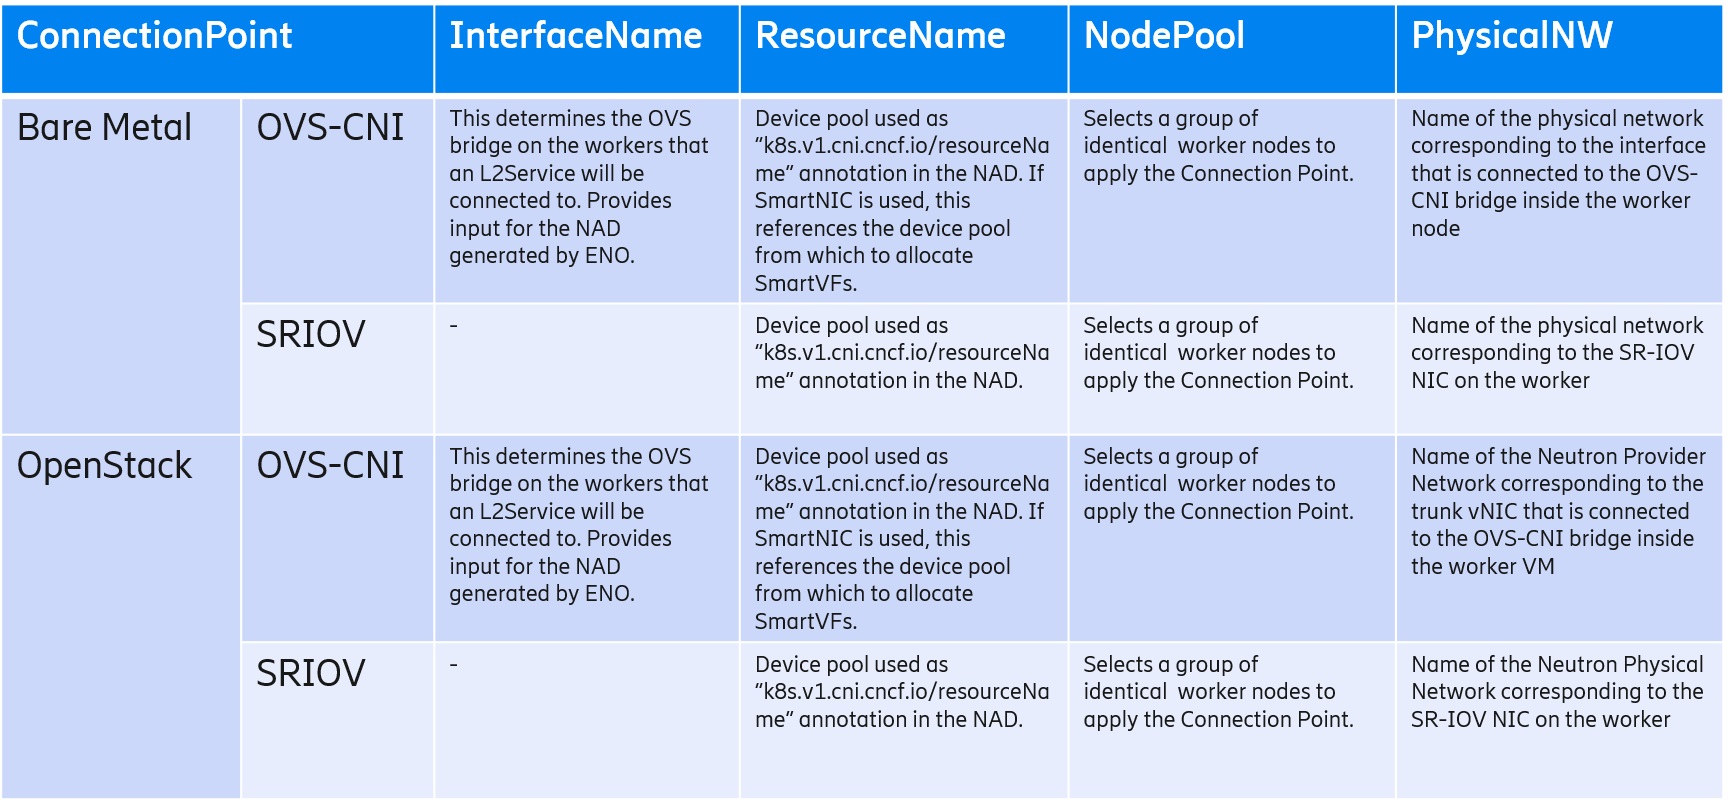 ConnectionPoint
InterfaceName
ResourceName
NodePool
PhysicalNW
Bare Metal
OVS-CNI
This determines the OVS
bridge on the workers that
an L2Service will be
connected to. Provides
input for the NAD
generated by ENO.
Device pool used as
“k8s.v1.cni.cncf.io/resourceNa
me” annotation in the NAD. If
SmartNIC is used, this
references the device pool
from which to allocate
SmartVFs.
Selects a group of
identical  worker nodes to
apply the Connection Point.
Name of the physical network
corresponding to the interface
that is connected to the OVS-
CNI bridge inside the worker
node
SRIOV
-
Device pool used as
“k8s.v1.cni.cncf.io/resourceNa
me” annotation in the NAD.
Selects a group of
identical  worker nodes to
apply the Connection Point.
Name of the physical network
corresponding to the SR-IOV
NIC on the worker
OpenStack
OVS-CNI
This determines the OVS
bridge on the workers that
an L2Service will be
connected to. Provides
input for the NAD
generated by ENO.
Device pool used as
“k8s.v1.cni.cncf.io/resourceNa
me” annotation in the NAD. If
SmartNIC is used, this
references the device pool
from which to allocate
SmartVFs.
Selects a group of
identical  worker nodes to
apply the Connection Point.
Name of the Neutron Provider
Network corresponding to the
trunk vNIC that is connected
to the OVS-CNI bridge inside
the worker VM
SRIOV
-
Device pool used as
“k8s.v1.cni.cncf.io/resourceNa
me” annotation in the NAD.
Selects a group of
identical  worker nodes to
apply the Connection Point.
Name of the Neutron Physical
Network corresponding to the
SR-IOV NIC on the worker